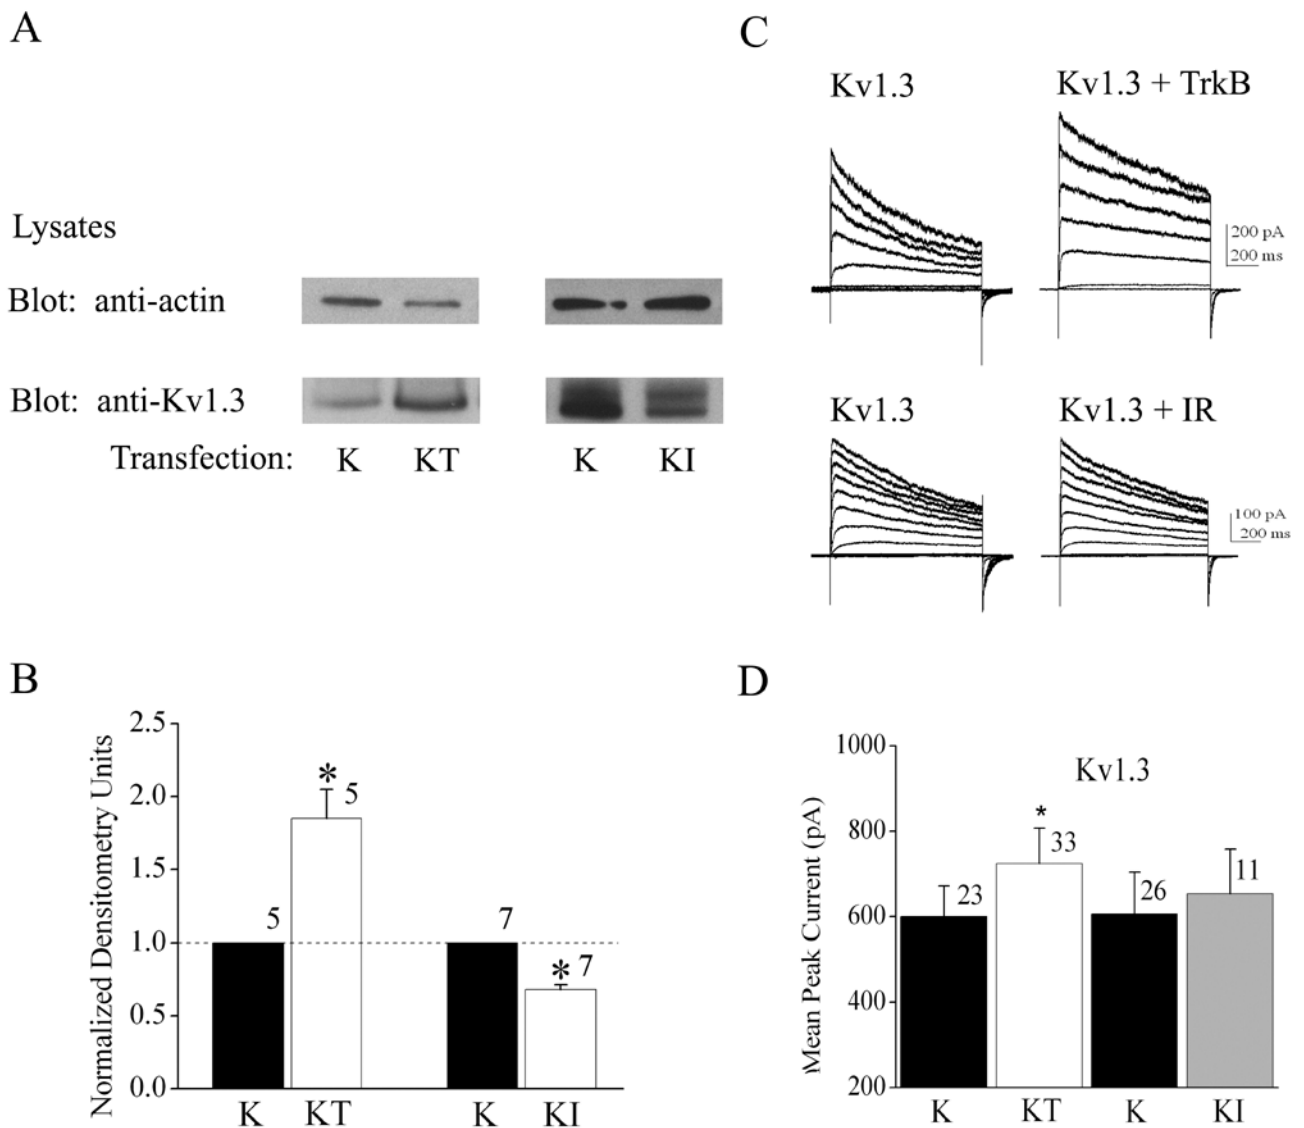 A
Lysates
Blot: anti-actin
Blot: anti-Kv1.3
Transfection: K KT K KI
C
Kv1.3 Kv1.3 + TrkB
200 pA
200 ms
Kv1.3 Kv1.3 + IR
100 pA
200 ms
B
Normalized Densitometry Units
2.5
2.0
1.5
1.0
0.5
0.0
5
* 5
7
* 7
K KT K KI
D
Mean Peak Current (pA)
1000
800
600
400
200
Kv1.3
23
*
33
26
11
K KT K KI